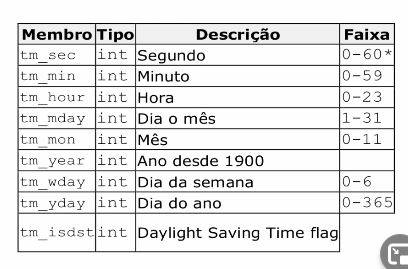 Membro Tipo Descrição Faixa
tm_sec int Segundo 0-60*
tm_min int Minuto 0-59
tm_hour int Hora 0-23
tm_mday int Dia o mês 1-31
tm_mon int Mês 0-11
tm_year int Ano desde 1900
tm_wday int Dia da semana 0-6
tm_yday int Dia do ano 0-365
tm_isdst int Daylight Saving Time flag